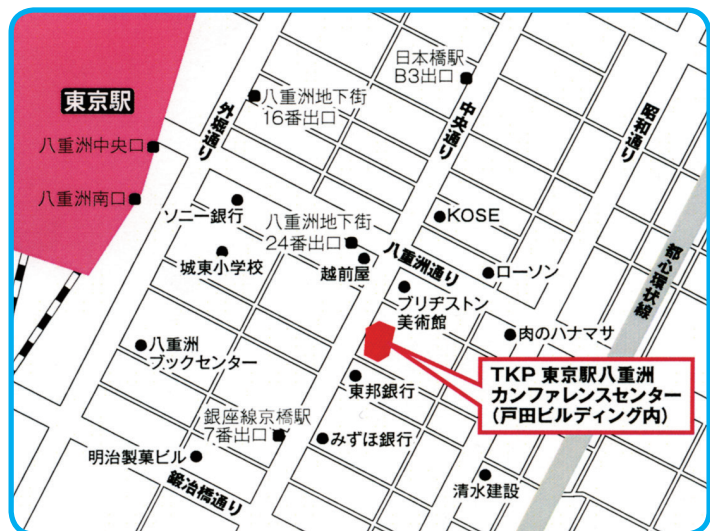 東京駅
八重洲中央口
八重洲南口
外堀通り
八重洲地下街
16番出口
日本橋駅
B3出口
中央通り
昭和通り
ソニー銀行
城東小学校
八重洲地下街
24番出口
越前屋
KOSE
八重洲通り
ローソン
都心環状線
ブリヂストン
美術館
肉のハナマサ
八重洲
ブックセンター
TKP 東京駅八重洲
カンファレンスセンター
(戸田ビルディング内)
東邦銀行
銀座線京橋駅
7番出口
みずほ銀行
明治製菓ビル
鍛冶橋通り
清水建設